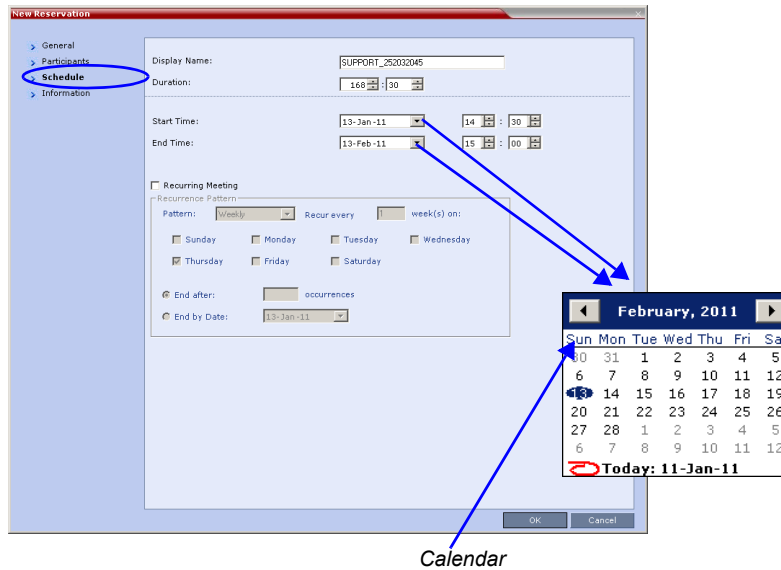 New Reservation
General
Participants
Schedule
Information
Display Name: SUPPORT_252032045
Duration: 168 : 30
Start Time: 13-Jan-11 14 : 30
End Time: 13-Feb-11 15 : 00
Recurring Meeting
Recurrence Pattern
Pattern: Weekly Recur every 1 week(s) on:
Sunday Monday Tuesday Wednesday
Thursday Friday Saturday
End after: occurrences
End by Date: 13-Jan-11
February, 2011
Sun Mon Tue Wed Thu Fri Sa
30 31 1 2 3 4 5
6 7 8 9 10 11 12
13 14 15 16 17 18 19
20 21 22 23 24 25 26
27 28 1 2 3 4 5
6 7 8 9 10 11 12
Today: 11-Jan-11
OK Cancel
Calendar